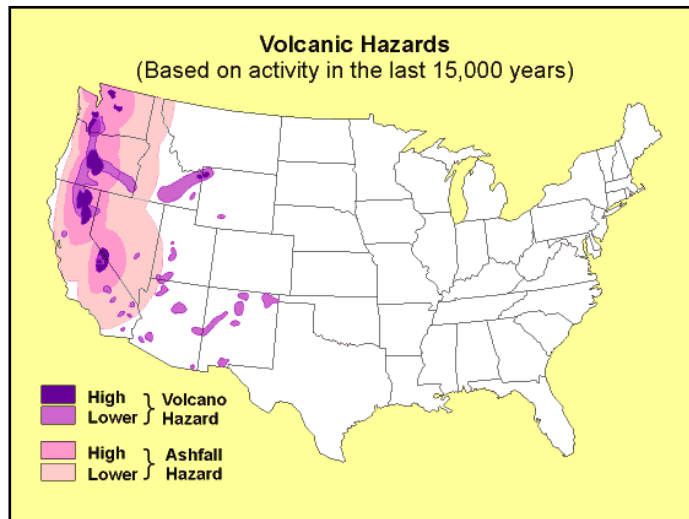 Volcanic Hazards
(Based on activity in the last 15,000 years)
High } Volcano
Lower Hazard
High } Ashfall
Lower Hazard